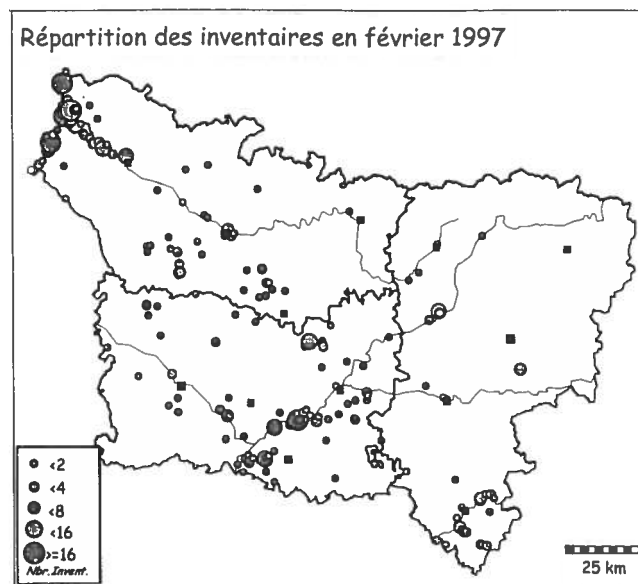 Répartition des inventaires en février 1997
<2
<4
<8
<16
>=16
Nbr.Invent.
25 km